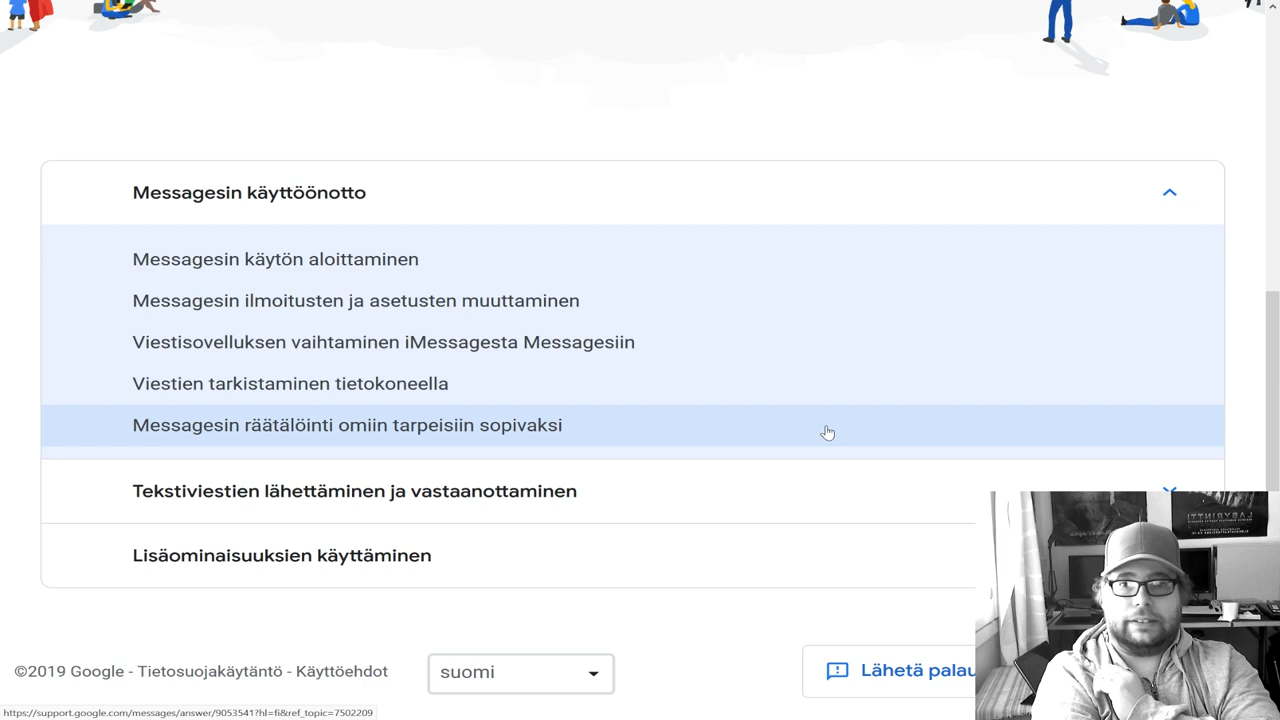 Messagesin käyttöönotto
Messagesin käytön aloittaminen
Messagesin ilmoitusten ja asetusten muuttaminen
Viestisovelluksen vaihtaminen iMessagesta Messagesiin
Viestien tarkistaminen tietokoneella
Messagesin räätälöinti omiin tarpeisiin sopivaksi
Tekstiviestien lähettäminen ja vastaanottaminen
Lisäominaisuuksien käyttäminen
LABYRINTTI
©2019 Google - Tietosuojakäytäntö - Käyttöehdot
suomi
Lähetä palau
https://support.google.com/messages/answer/9053541?hl=fi&ref_topic=7502209